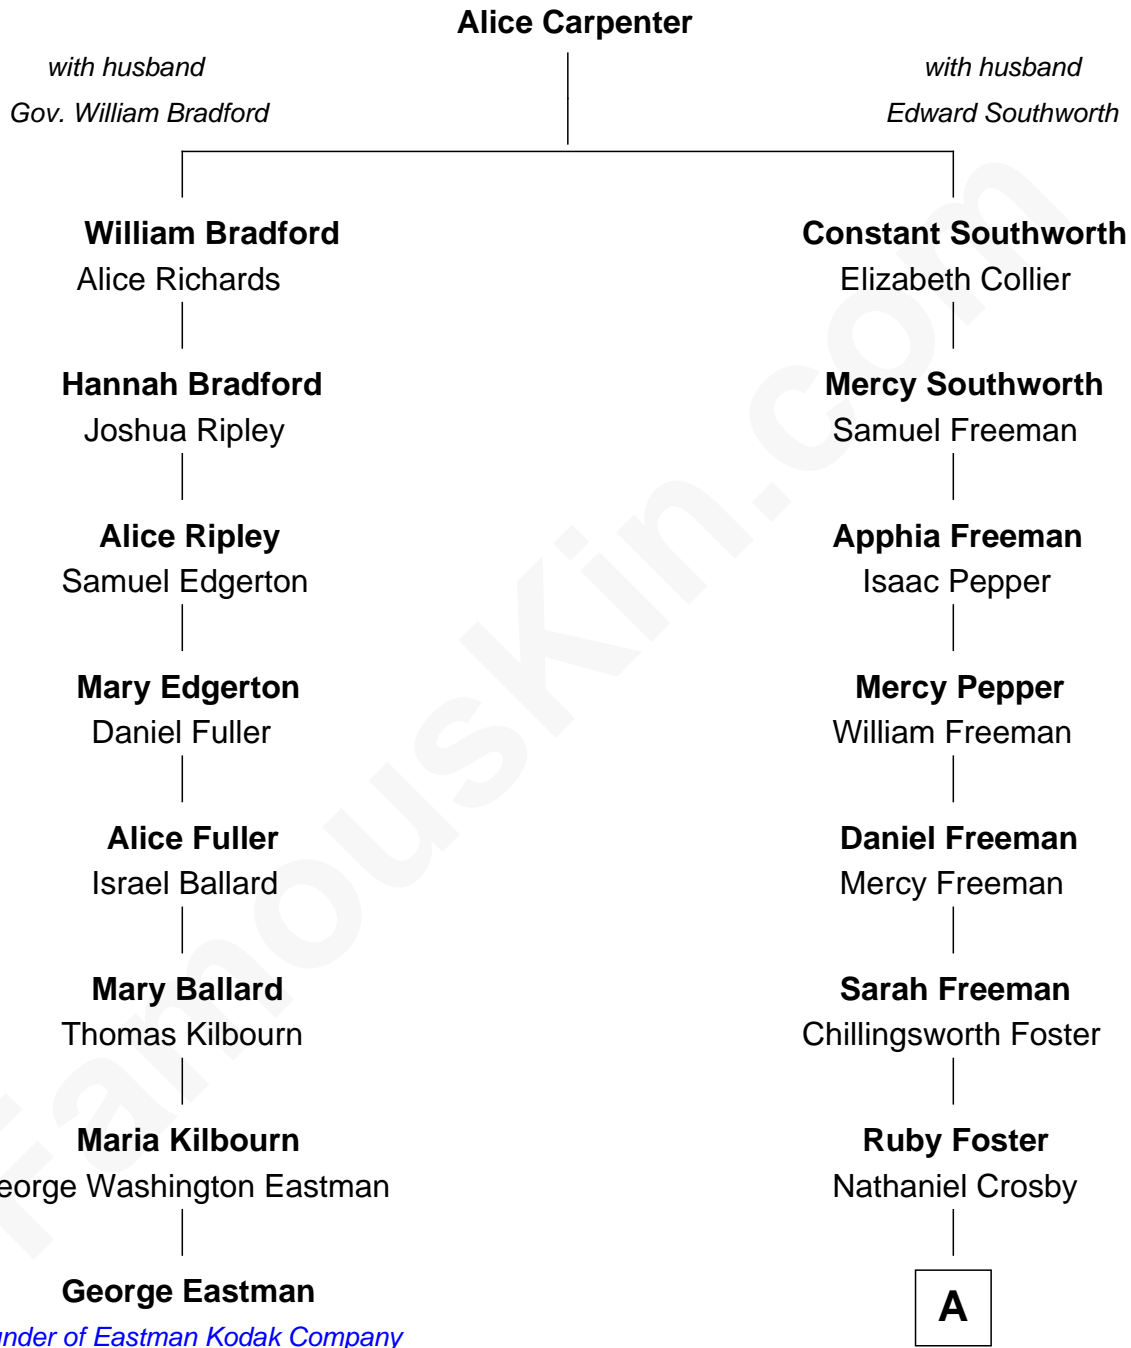 Alice Carpenter
with husband
Gov. William Bradford
with husband
Edward Southworth
William Bradford
Alice Richards
Constant Southworth
Elizabeth Collier
Hannah Bradford
Joshua Ripley
Mercy Southworth
Samuel Freeman
Alice Ripley
Samuel Edgerton
Apphia Freeman
Isaac Pepper
Mary Edgerton
Daniel Fuller
Mercy Pepper
William Freeman
Alice Fuller
Israel Ballard
Daniel Freeman
Mercy Freeman
Mary Ballard
Thomas Kilbourn
Sarah Freeman
Chillingsworth Foster
Maria Kilbourn
eorge Washington Eastman
Ruby Foster
Nathaniel Crosby
George Eastman
under of Eastman Kodak Company
A
FamousKin.com